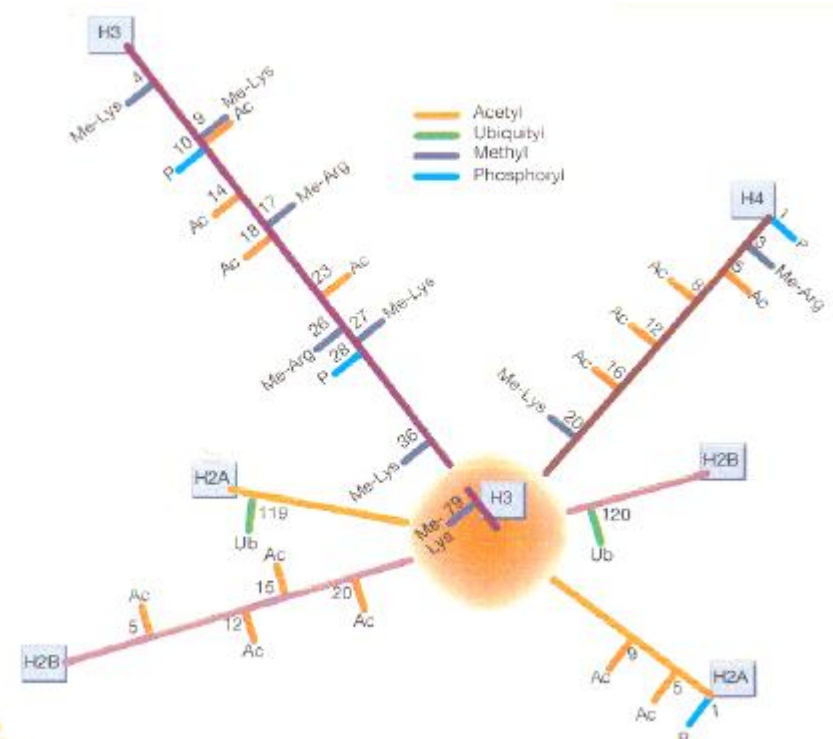 H3
4
Me-Lys
9
Me-Lys
Ac
10
P
14
Ac
17
Me-Arg
18
Ac
23
Ac
26
Me-Arg
27
Me-Lys
28
P
36
Me-Lys
Acetyl
Ubiquityl
Methyl
Phosphoryl
H4
1
P
3
Me-Arg
5
Ac
8
Ac
12
Ac
16
Ac
20
Me-Lys
H2A
119
Ub
H3
Me- 79
Lys
H2B
120
Ub
H2B
5
Ac
12
Ac
15
Ac
20
Ac
9
Ac
5
Ac
H2A
1
P